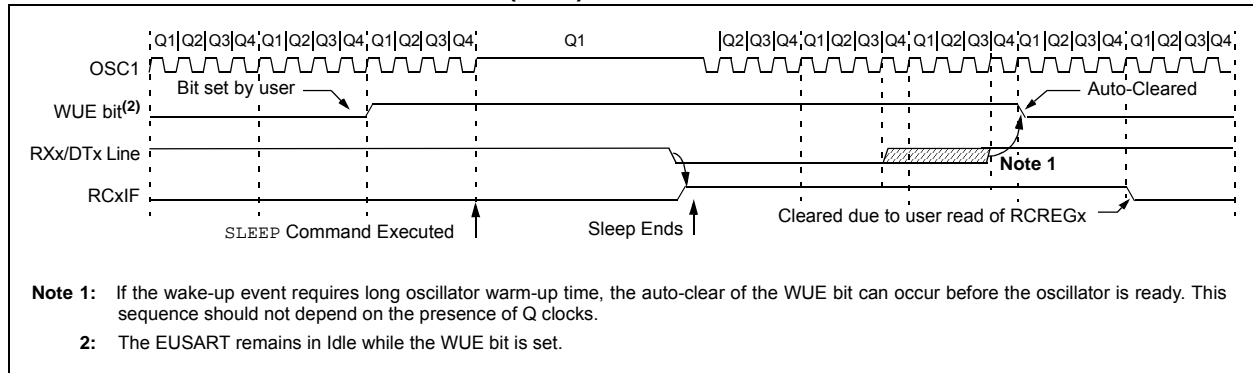 Q1 Q2 Q3 Q4 Q1 Q2 Q3 Q4 Q1 Q2 Q3 Q4 Q1 Q2 Q3 Q4 Q1 Q2 Q3 Q4 Q1 Q2 Q3 Q4 Q1 Q2 Q3 Q4 Q1 Q2 Q3 Q4
OSC1
Bit set by user
Auto-Cleared
WUE bit(2)
RXx/DTx Line
Note 1
RCxIF
Cleared due to user read of RCREGx
SLEEP Command Executed
Sleep Ends
Note 1: If the wake-up event requires long oscillator warm-up time, the auto-clear of the WUE bit can occur before the oscillator is ready. This
sequence should not depend on the presence of Q clocks.
2: The EUSART remains in Idle while the WUE bit is set.